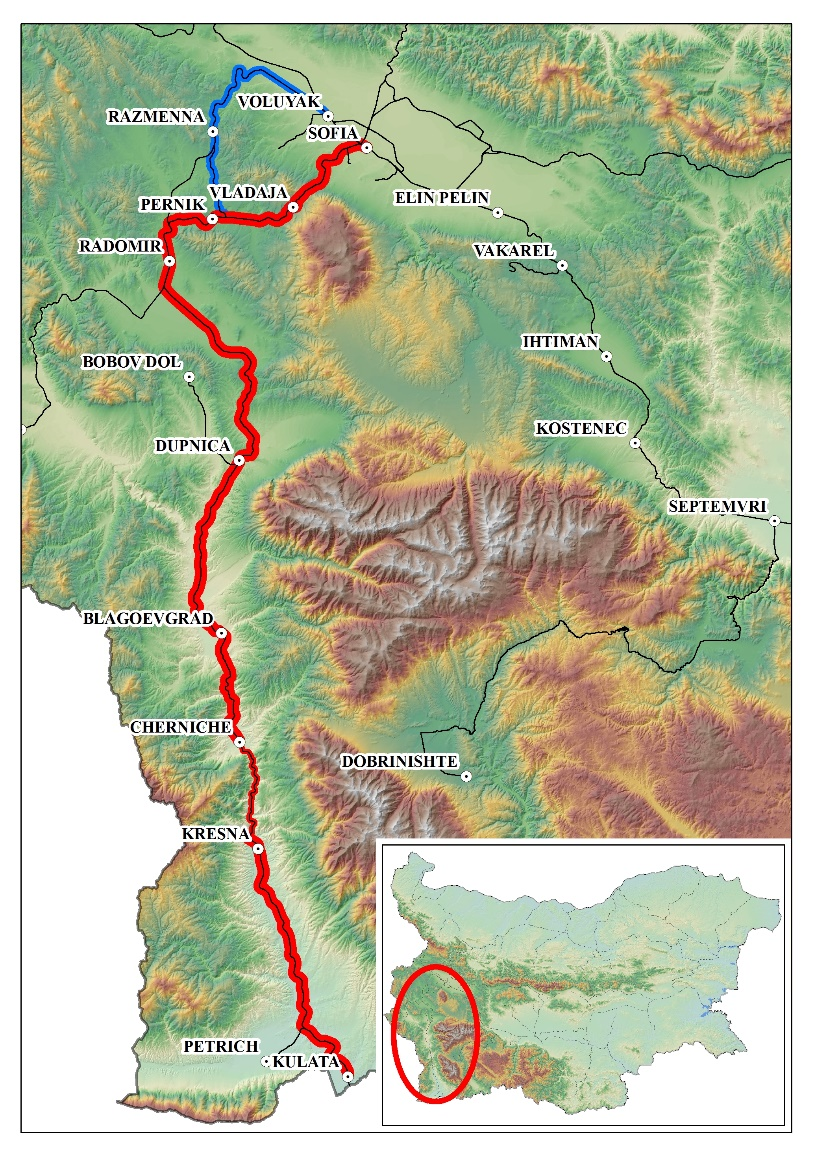 VOLUYAK
RAZMENNA
SOFIA
VLADAJA
ELIN PELIN
PERNIK
RADOMIR
VAKAREL
IHTIMAN
BOBOV DOL
KOSTENEC
DUPNICA
SEPTEMVRI
BLAGOEVGRAD
CHERNICHE
DOBRINISHTE
KRESNA
PETRICH
KULATA